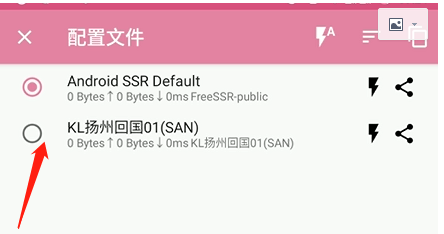 配置文件
A
Android SSR Default
0 Bytes↑0 Bytes↓0ms FreeSSR-public
KL扬州回国01(SAN)
0 Bytes↑0 Bytes↓0ms KL扬州回国01(SAN)